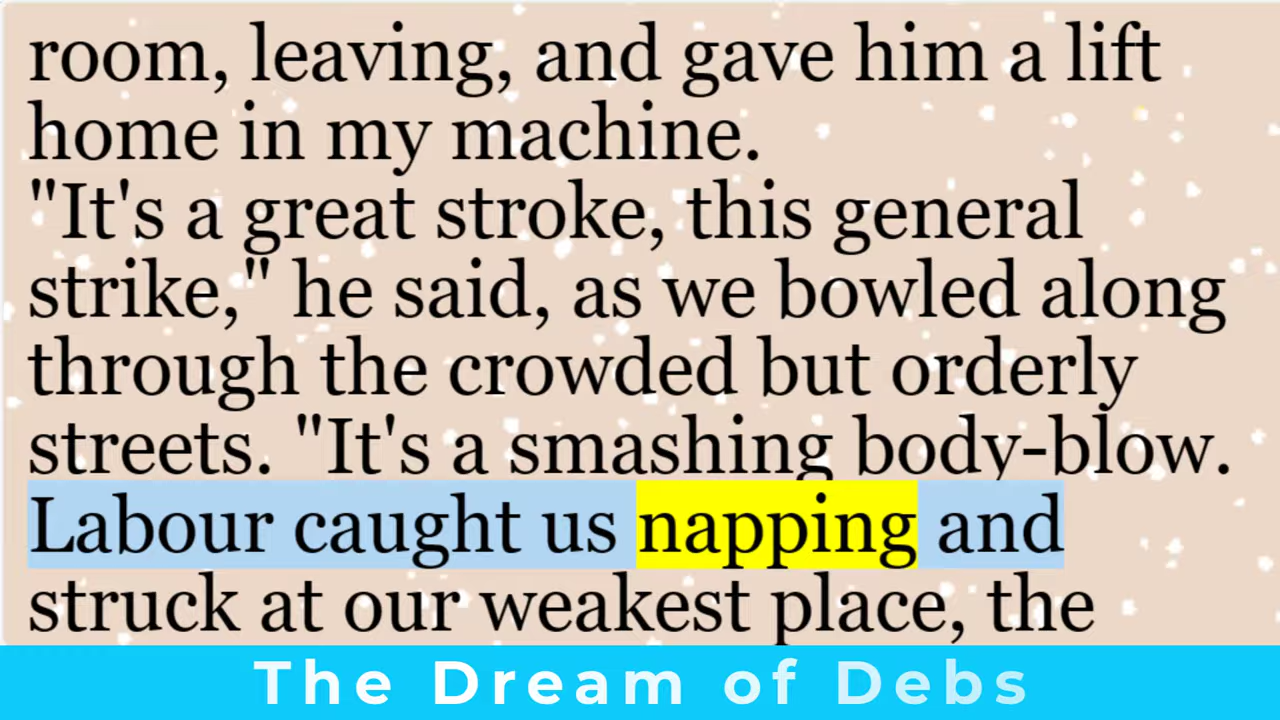 room, leaving, and gave him a lift
home in my machine.
"It's a great stroke, this general
strike," he said, as we bowled along
through the crowded but orderly
streets. "It's a smashing body-blow.
Labour caught us napping and
struck at our weakest place, the
The Dream of Debs